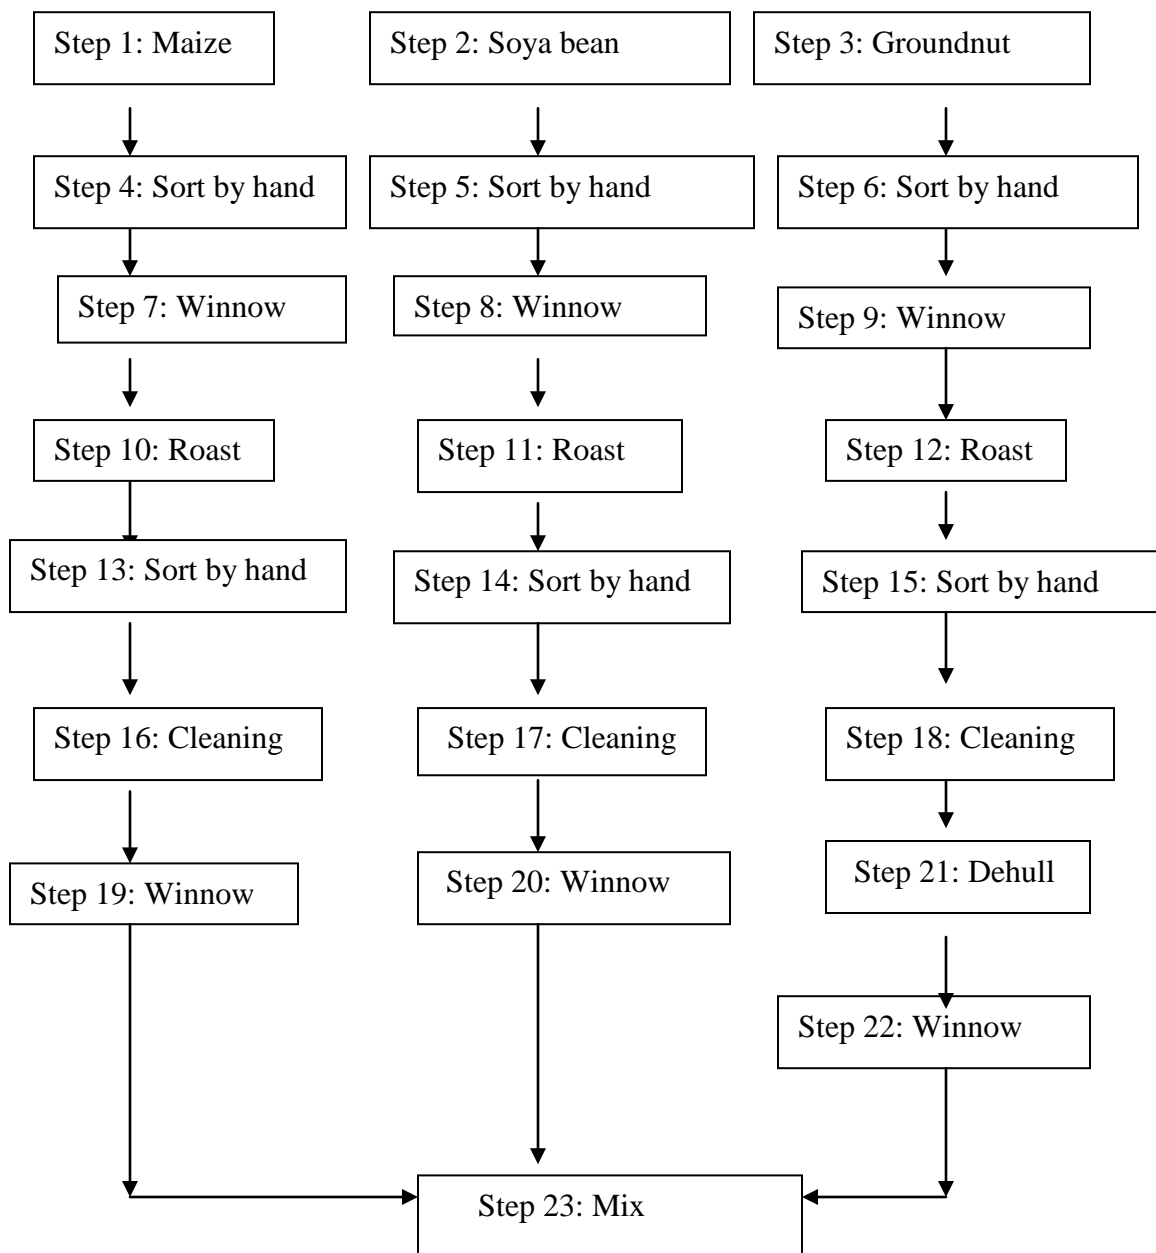 Step 1: Maize
Step 2: Soya bean
Step 3: Groundnut
Step 4: Sort by hand
Step 5: Sort by hand
Step 6: Sort by hand
Step 7: Winnow
Step 8: Winnow
Step 9: Winnow
Step 10: Roast
Step 11: Roast
Step 12: Roast
Step 13: Sort by hand
Step 14: Sort by hand
Step 15: Sort by hand
Step 16: Cleaning
Step 17: Cleaning
Step 18: Cleaning
Step 19: Winnow
Step 20: Winnow
Step 21: Dehull
Step 22: Winnow
Step 23: Mix